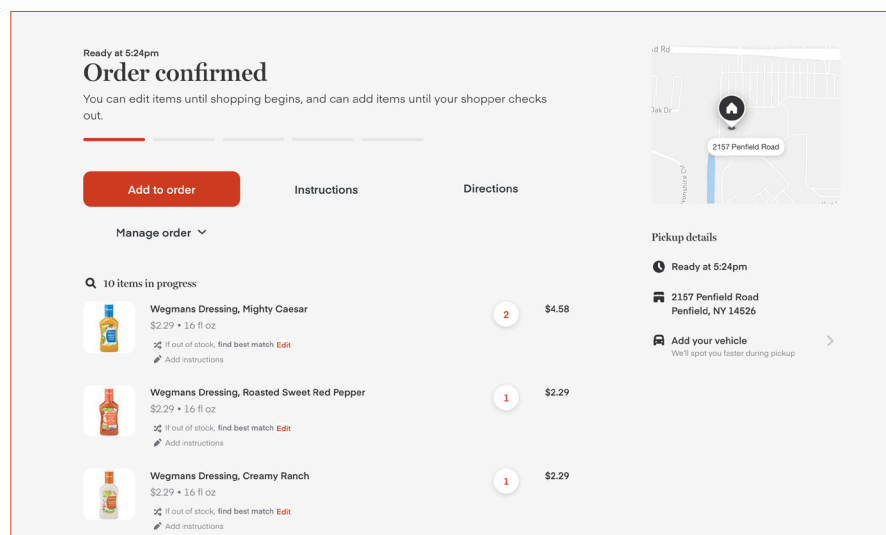 Ready at 5:24pm
Order confirmed
You can edit items until shopping begins, and can add items until your shopper checks
out.
Add to order
Instructions
Directions
Manage order
10 items in progress
Wegmans Dressing, Mighty Caesar
2
$4.58
$2.29 • 16 fl oz
If out of stock, find best match Edit
Add instructions
Wegmans Dressing, Roasted Sweet Red Pepper
1
$2.29
$2.29 • 16 fl oz
If out of stock, find best match Edit
Add instructions
Wegmans Dressing, Creamy Ranch
1
$2.29
$2.29 • 16 fl oz
If out of stock, find best match Edit
Add instructions
d Rd
Oak Dr
2157 Penfield Road
Pickup details
Ready at 5:24pm
2157 Penfield Road
Penfield, NY 14526
Add your vehicle
We'll spot you faster during pickup